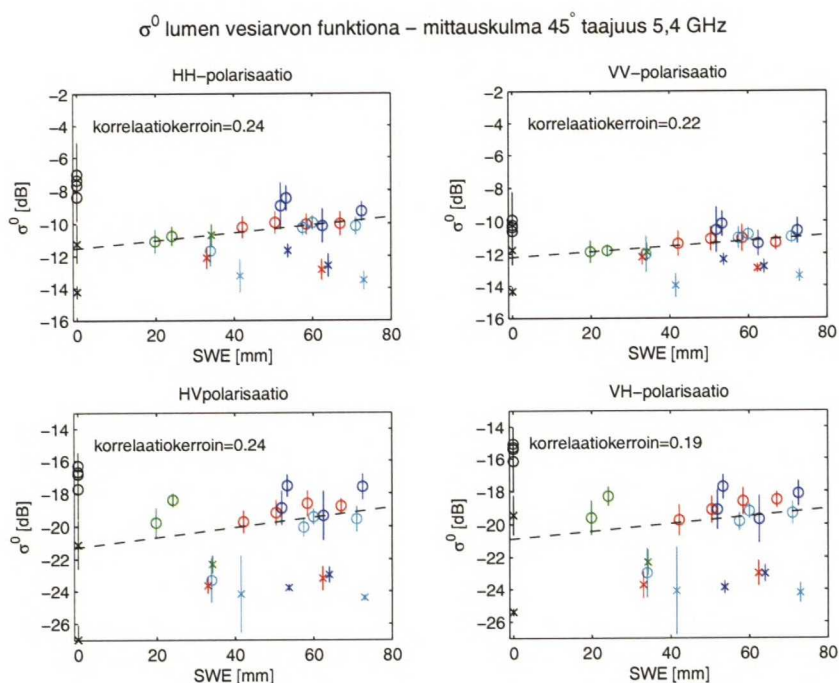 σ⁰ lumen vesiarvon funktiona − mittauskulma 45° taajuus 5,4 GHz
HH−polarisaatio
korrelaatiokerroin=0.24
σ⁰ [dB]
−2
−4
−6
−8
−10
−12
−14
−16
0 20 40 60 80
SWE [mm]
VV−polarisaatio
korrelaatiokerroin=0.22
σ⁰ [dB]
−2
−4
−6
−8
−10
−12
−14
−16
0 20 40 60 80
SWE [mm]
HVpolarisaatio
korrelaatiokerroin=0.24
σ⁰ [dB]
−14
−16
−18
−20
−22
−24
−26
0 20 40 60 80
SWE [mm]
VH−polarisaatio
korrelaatiokerroin=0.19
σ⁰ [dB]
−14
−16
−18
−20
−22
−24
−26
0 20 40 60 80
SWE [mm]